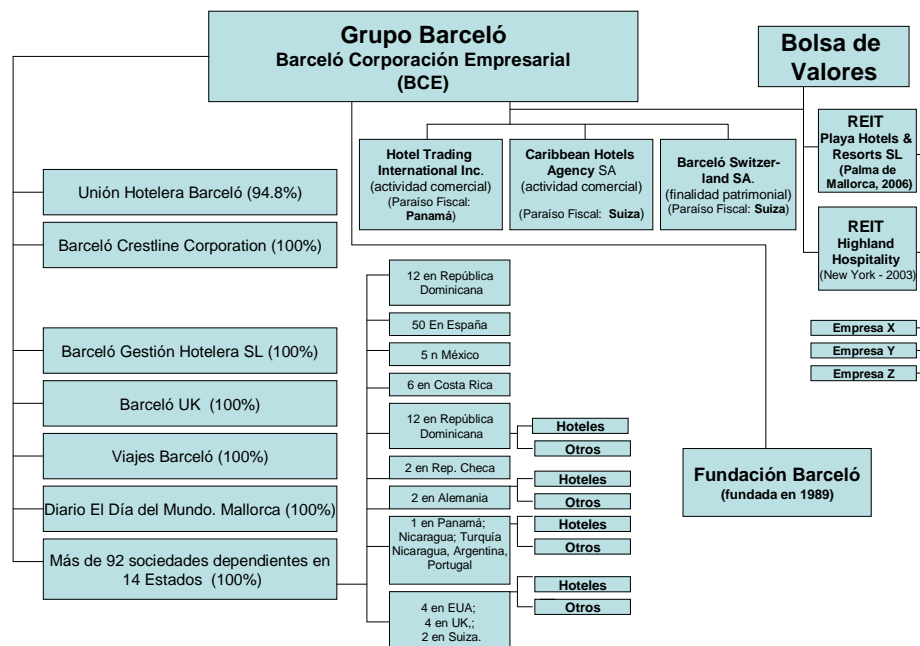 Grupo Barceló
Barceló Corporación Empresarial
(BCE)
Bolsa de
Valores
Hotel Trading
International Inc.
(actividad comercial)
(Paraíso Fiscal:
Panamá)
Caribbean Hotels
Agency SA
(actividad comercial)
(Paraíso Fiscal: Suiza)
Barceló Switzer-
land SA.
(finalidad patrimonial)
(Paraíso Fiscal: Suiza)
REIT
Playa Hotels &
Resorts SL
(Palma de
Mallorca, 2006)
REIT
Highland
Hospitality
(New York - 2003)
Empresa X
Empresa Y
Empresa Z
Unión Hotelera Barceló (94.8%)
Barceló Crestline Corporation (100%)
Barceló Gestión Hotelera SL (100%)
Barceló UK (100%)
Viajes Barceló (100%)
Diario El Día del Mundo. Mallorca (100%)
Más de 92 sociedades dependientes en
14 Estados (100%)
12 en República
Dominicana
50 En España
5 n México
6 en Costa Rica
12 en República
Dominicana
2 en Rep. Checa
2 en Alemania
1 en Panamá;
Nicaragua; Turquía
Nicaragua, Argentina,
Portugal
4 en EUA;
4 en UK,;
2 en Suiza.
Hoteles
Otros
Hoteles
Otros
Hoteles
Otros
Hoteles
Otros
Fundación Barceló
(fundada en 1989)